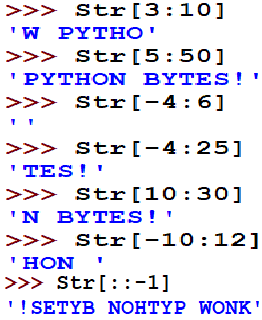 >>> Str[3:10]
'W PYTHO'
>>> Str[5:50]
'PYTHON BYTES!'
>>> Str[-4:6]
''
>>> Str[-4:25]
'TES!'
>>> Str[10:30]
'N BYTES!'
>>> Str[-10:12]
'HON '
>>> Str[::-1]
'!SETYB NOHTYP WONK'